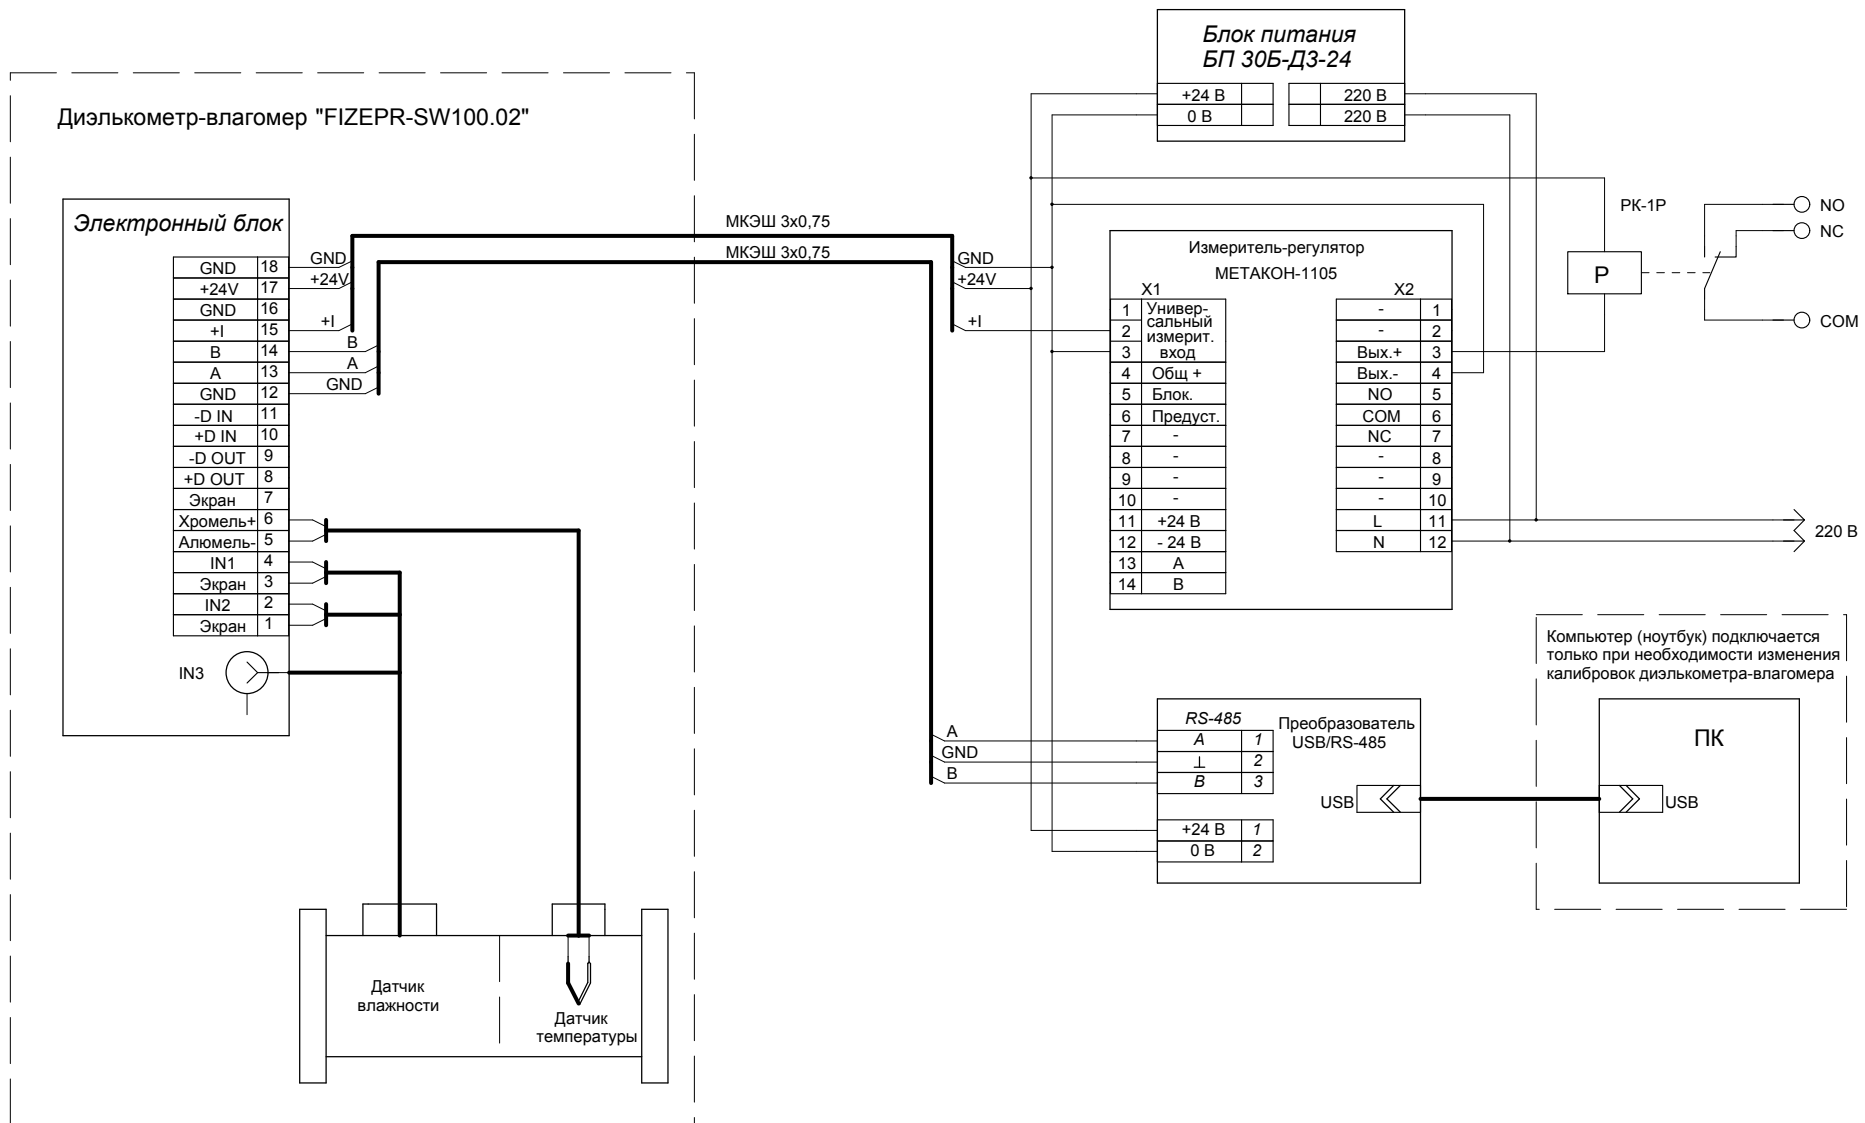 Блок питания
БП 30Б-Д3-24
+24 В 220 В
0 В 220 В
Диэлькометр-влагомер "FIZEPR-SW100.02"
Электронный блок
GND 18
+24V 17
GND 16
+I 15
B 14
A 13
GND 12
-D IN 11
+D IN 10
-D OUT 9
+D OUT 8
Экран 7
Хромель+ 6
Алюмель- 5
IN1 4
Экран 3
IN2 2
Экран 1
IN3
GND
+24V
+I
B
A
GND
МКЭШ 3х0,75
МКЭШ 3х0,75
GND
+24V
+I
Измеритель-регулятор
МЕТАКОН-1105
X1
1 Универ-
2 сальный
измерит.
3 вход
4 Общ +
5 Блок.
6 Предуст.
7 -
8 -
9 -
10 -
11 +24 В
12 - 24 В
13 A
14 B
X2
- 1
- 2
Вых.+ 3
Вых.- 4
NO 5
COM 6
NC 7
- 8
- 9
- 10
L 11
N 12
РК-1Р
P
NO
NC
COM
220 В
Компьютер (ноутбук) подключается
только при необходимости изменения
калибровок диэлькометра-влагомера
ПК
USB
A
GND
B
RS-485
A 1
⊥ 2
B 3
Преобразователь
USB/RS-485
USB
+24 В 1
0 В 2
Датчик
влажности
Датчик
температуры